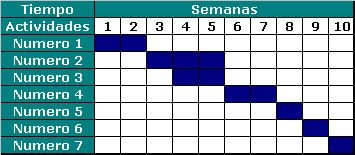 Tiempo Semanas
Actividades 1 2 3 4 5 6 7 8 9 10
Numero 1
Numero 2
Numero 3
Numero 4
Numero 5
Numero 6
Numero 7